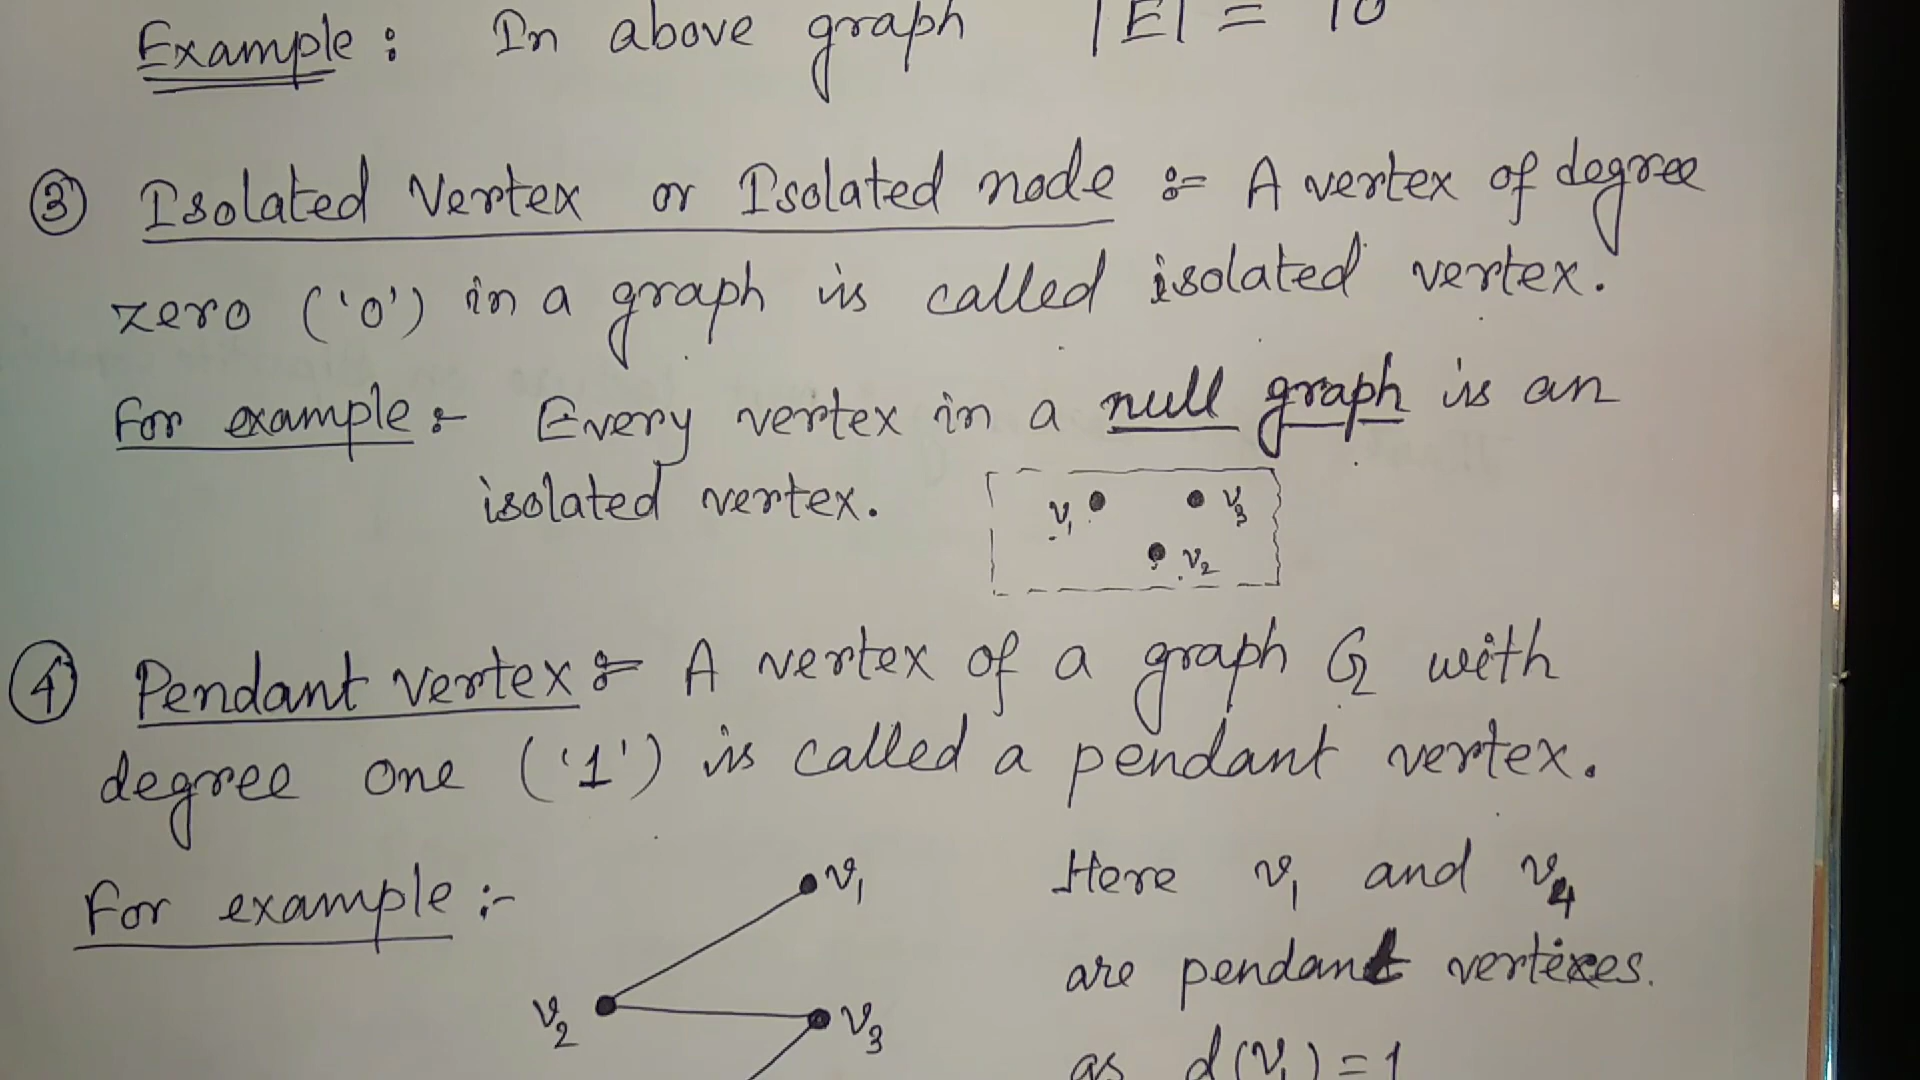 Example : In above graph |E| = 10
③ Isolated Vertex or Isolated node :- A vertex of degree
zero ('0') in a graph is called isolated vertex.
For example :- Every vertex in a null graph is an
isolated vertex.
v₁ v₃
v₂
④ Pendant vertex :- A vertex of a graph G with
degree one ('1') is called a pendant vertex.
For example :-
v₁
v₂
v₃
Here v₁ and v₄
are pendant vertexes.
as d(v₁) = 1